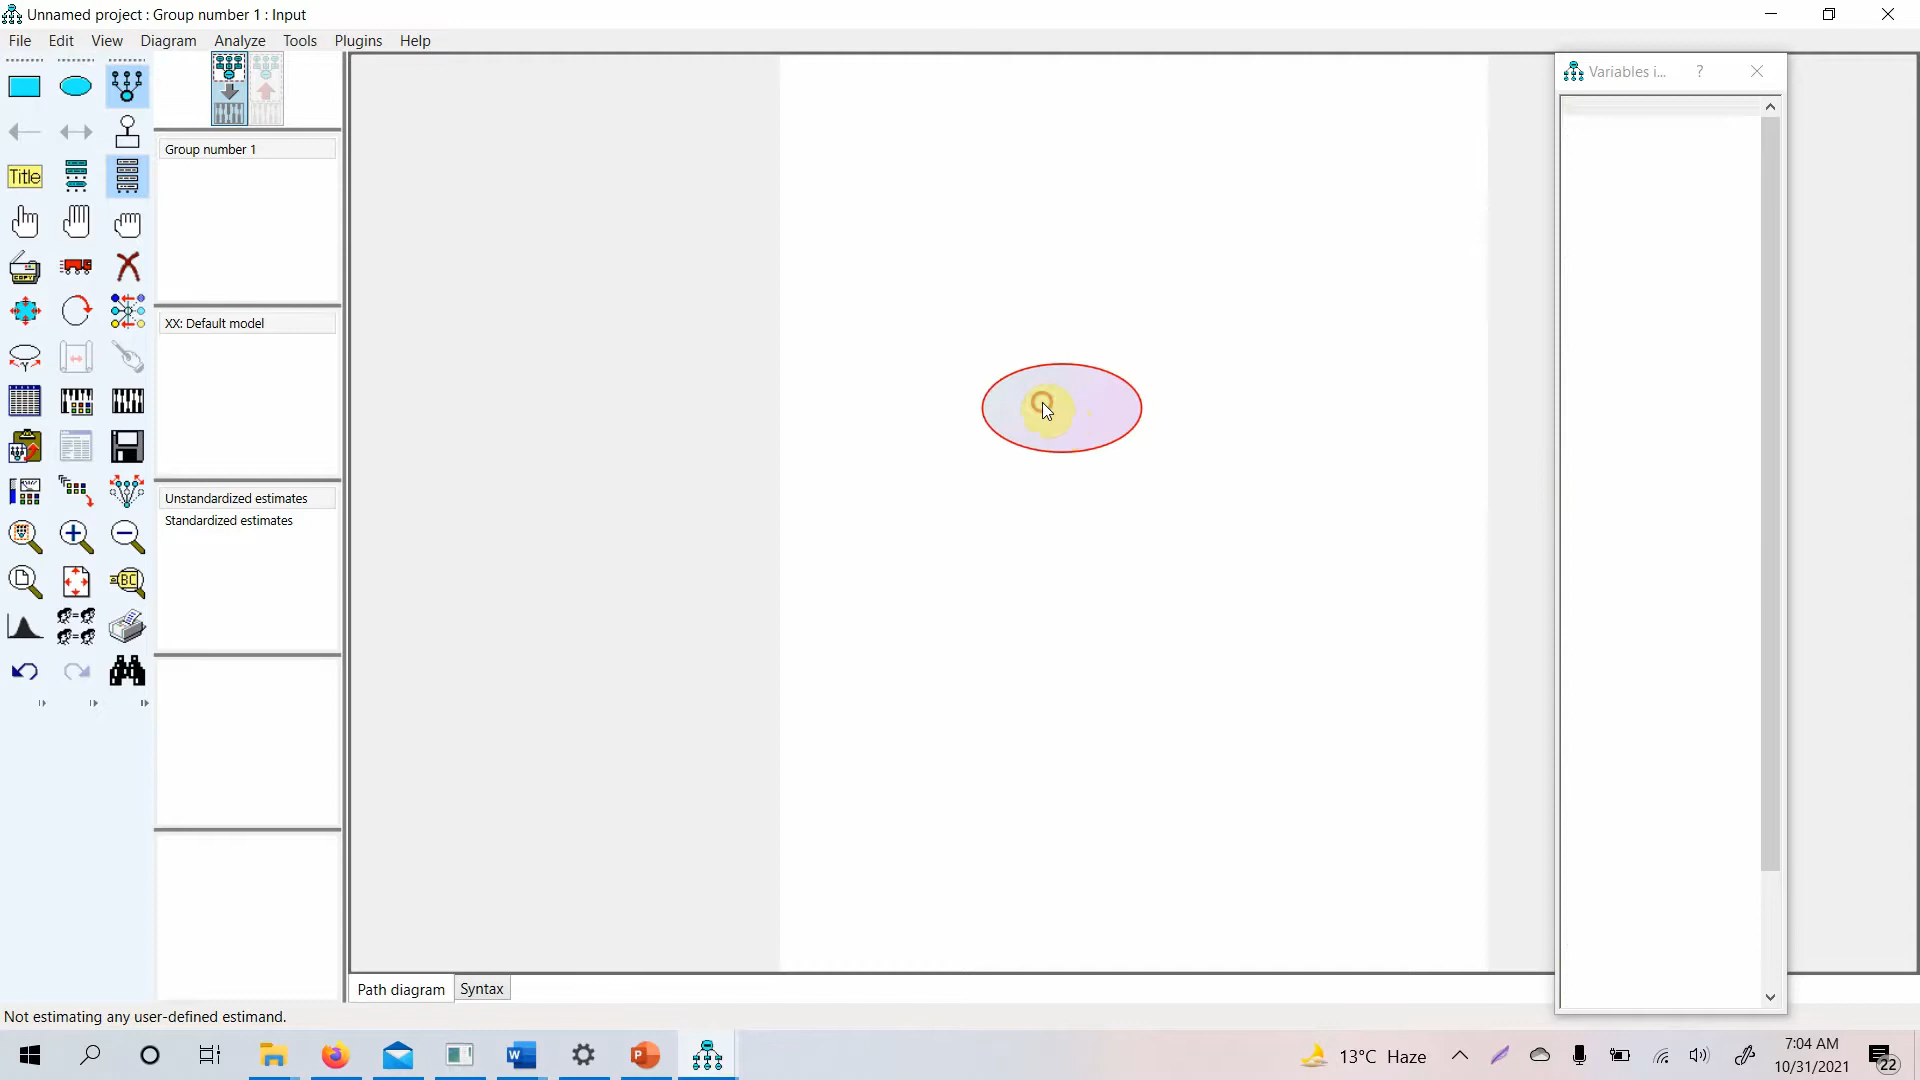 Unnamed project : Group number 1 : Input
File Edit View Diagram Analyze Tools Plugins Help
Variables i... ?
Title
Group number 1
XX: Default model
COPY
γ
Unstandardized estimates
Standardized estimates
BC
Path diagram
Syntax
Not estimating any user-defined estimand.
W
P
13°C Haze
7:04 AM
10/31/2021
22